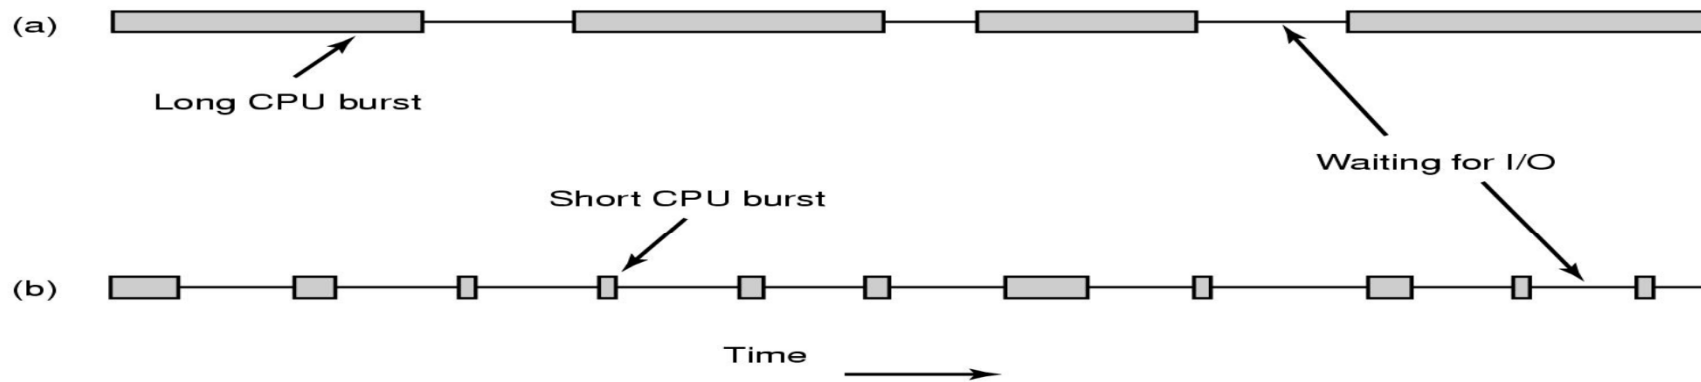 (a)
Long CPU burst
Waiting for I/O
Short CPU burst
(b)
Time